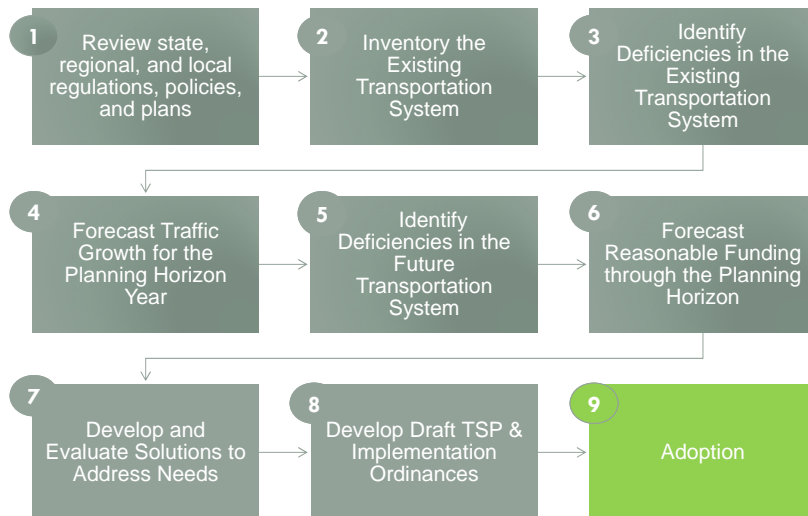 1
Review state,
regional, and local
regulations, policies,
and plans
2
Inventory the
Existing
Transportation
System
3
Identify
Deficiencies in the
Existing
Transportation
System
4
Forecast Traffic
Growth for the
Planning Horizon
Year
5
Identify
Deficiencies in the
Future
Transportation
System
6
Forecast
Reasonable Funding
through the Planning
Horizon
7
Develop and
Evaluate Solutions to
Address Needs
8
Develop Draft TSP &
Implementation
Ordinances
9
Adoption